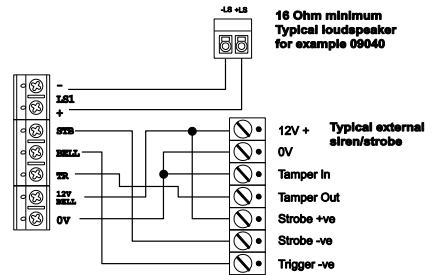 -LS +LS
16 Ohm minimum
Typical loudspeaker
for example 09040
-
LS1
+
STB
BELL
TR
12V
BELL
0V
12V +
0V
Tamper In
Tamper Out
Strobe +ve
Strobe -ve
Trigger -ve
Typical external
siren/strobe